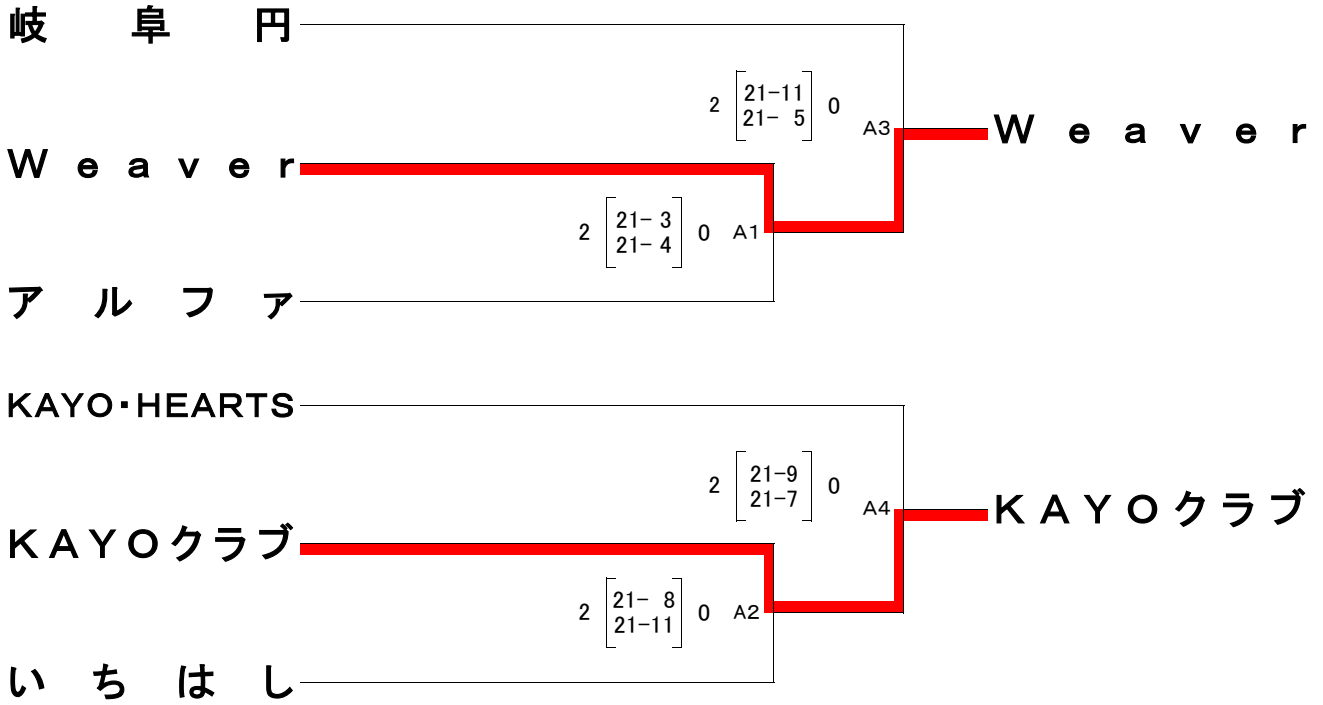 岐阜円
2 21-11 0
21- 5
A3
Weaver
Weaver
2 21- 3 0 A1
21- 4
アルファ
KAYO・HEARTS
2 21-9 0
21-7
A4
KAYOクラブ
KAYOクラブ
2 21- 8 0 A2
21-11
いちはし